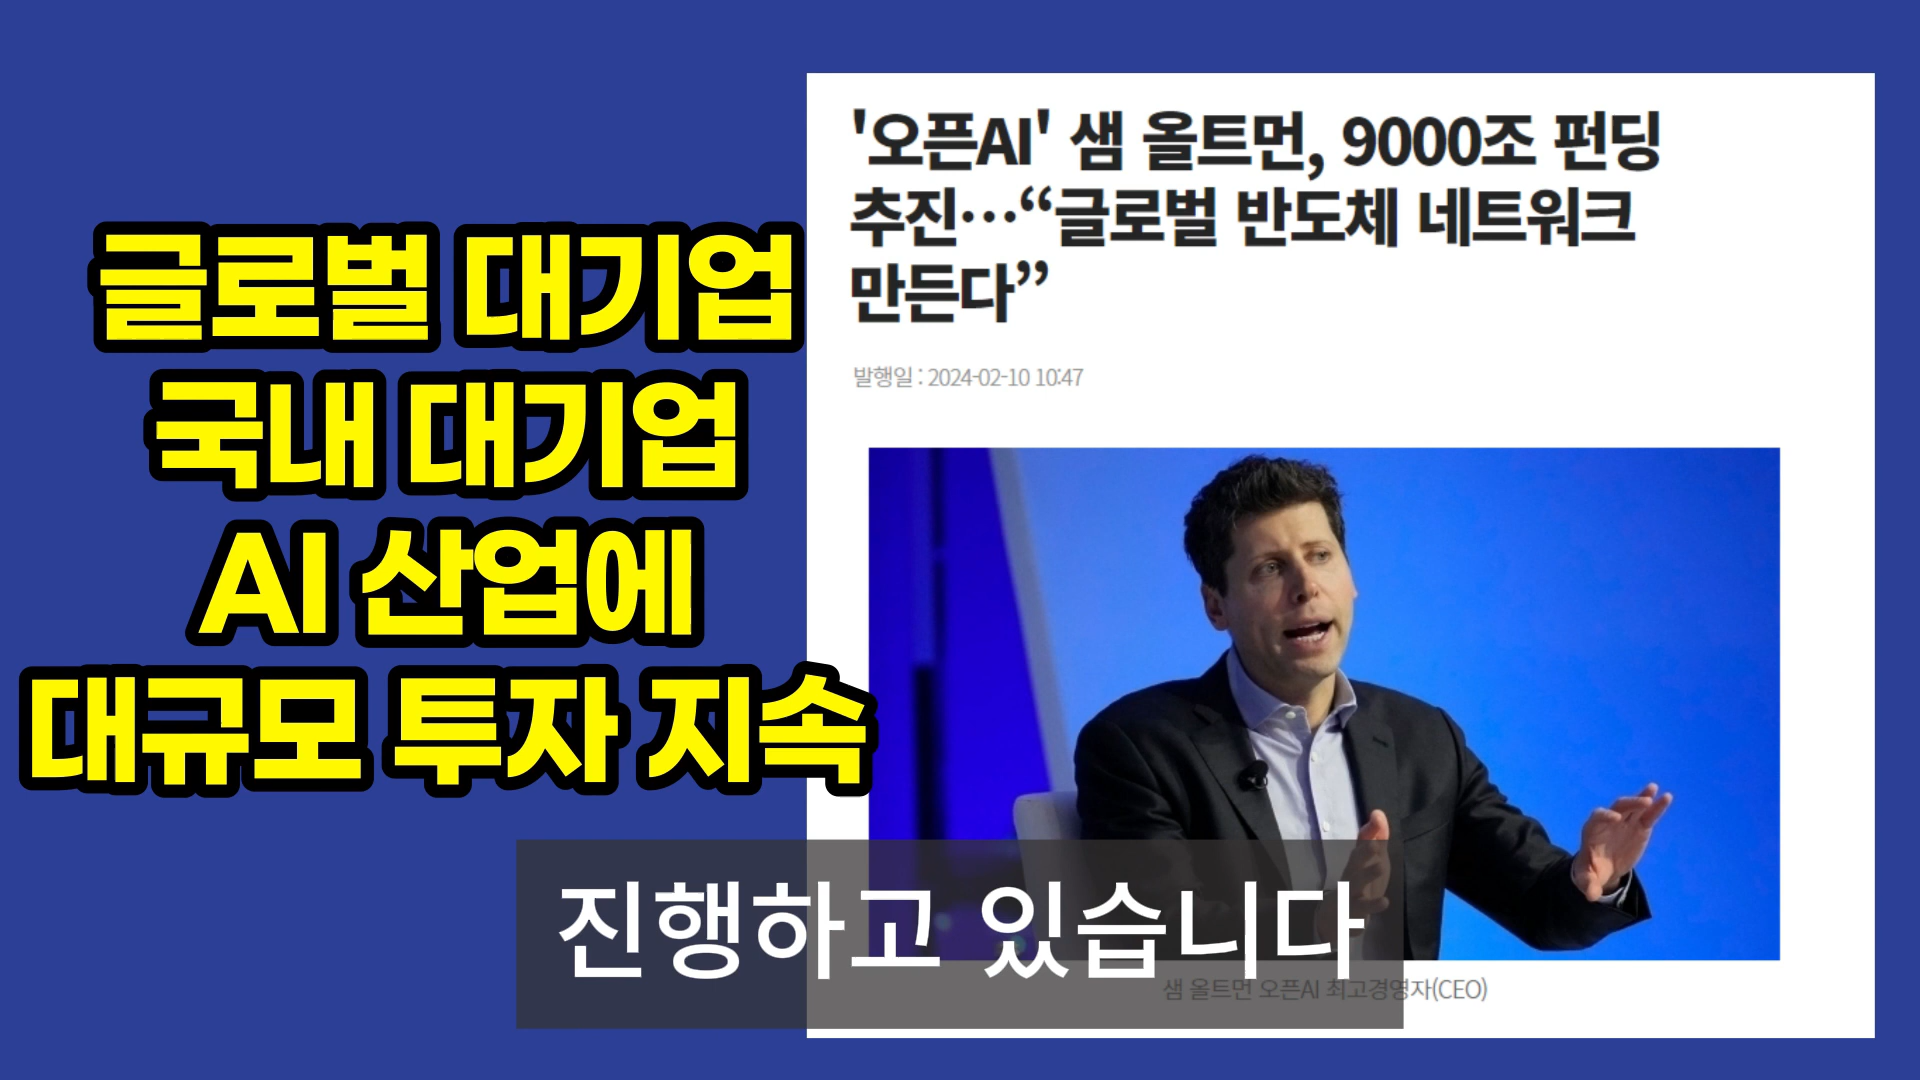 글로벌 대기업
국내 대기업
AI 산업에
대규모 투자 지속
'오픈AI' 샘 올트먼, 9000조 펀딩
추진…“글로벌 반도체 네트워크
만든다”
발행일 : 2024-02-10 10:47
샘 올트먼 오픈AI 최고경영자(CEO)
진행하고 있습니다